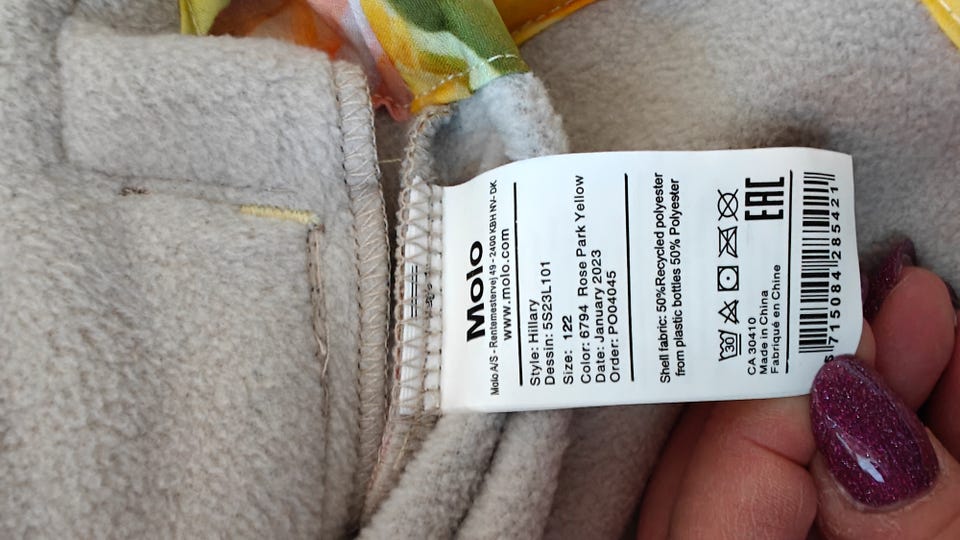 Molo
Molo A/S - Rentemestervej 49 - 2400 KBH NV- DK
www.molo.com
Style: Hillary
Dessin: 5S23L101
Size: 122
Color: 6794 Rose Park Yellow
Date: January 2023
Order: PO04045
Shell fabric: 50%Recycled polyester
from plastic bottles 50% Polyester
30
EAC
CA 30410
Made in China
Fabriqué en Chine
5715084285421